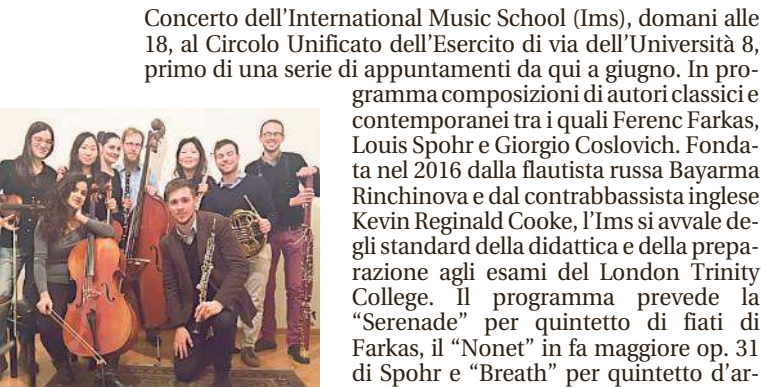 Concerto dell’International Music School (Ims), domani alle
18, al Circolo Unificato dell’Esercito di via dell’Università 8,
primo di una serie di appuntamenti da qui a giugno. In pro-
gramma composizioni di autori classici e
contemporanei tra i quali Ferenc Farkas,
Louis Spohr e Giorgio Coslovich. Fonda-
ta nel 2016 dalla flautista russa Bayarma
Rinchinova e dal contrabbassista inglese
Kevin Reginald Cooke, l’Ims si avvale de-
gli standard della didattica e della prepa-
razione agli esami del London Trinity
College. Il programma prevede la
“Serenade” per quintetto di fiati di
Farkas, il “Nonet” in fa maggiore op. 31
di Spohr e “Breath” per quintetto d’ar-